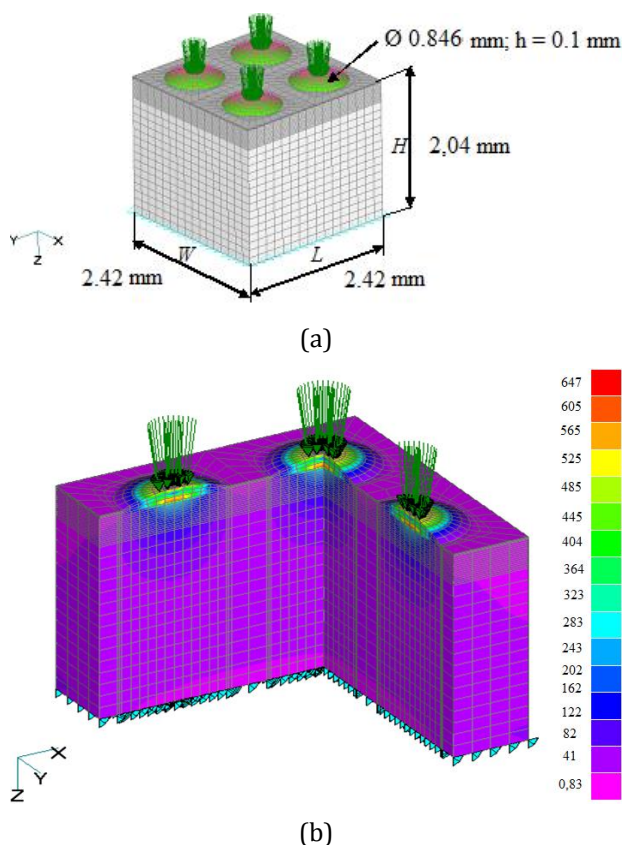 Ø 0.846 mm; h = 0.1 mm
H 2,04 mm
Y X
Z
W L
2.42 mm 2.42 mm
(a)
647
605
565
525
485
445
404
364
323
283
243
202
162
122
82
41
0,83
X
Y
Z
(b)